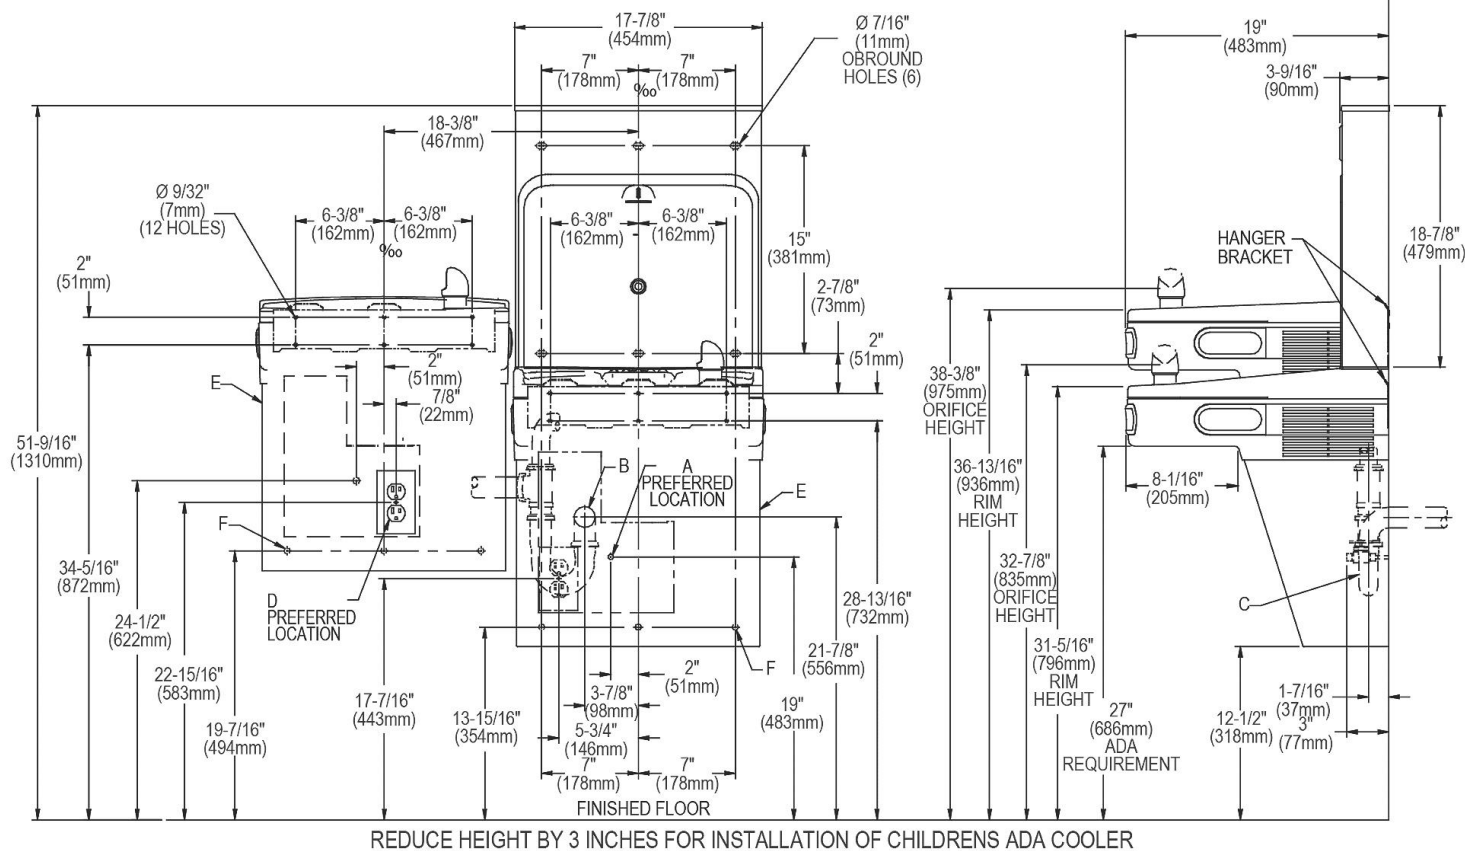 17-7/8"
(454mm)
7"
(178mm)
7"
(178mm)
‰
Ø 7/16"
(11mm)
OBROUND
HOLES (6)
19"
(483mm)
3-9/16"
(90mm)
18-3/8"
(467mm)
Ø 9/32"
(7mm)
(12 HOLES)
6-3/8"
(162mm)
6-3/8"
(162mm)
‰
6-3/8"
(162mm)
6-3/8"
(162mm)
15"
(381mm)
HANGER
BRACKET
18-7/8"
(479mm)
2"
(51mm)
2-7/8"
(73mm)
2"
(51mm)
2"
(51mm)
7/8"
(22mm)
E
38-3/8"
(975mm)
ORIFICE
HEIGHT
51-9/16"
(1310mm)
B
A
PREFERRED
LOCATION
E
36-13/16"
(936mm)
RIM
HEIGHT
8-1/16"
(205mm)
F
34-5/16"
(872mm)
D
PREFERRED
LOCATION
28-13/16"
(732mm)
32-7/8"
(835mm)
ORIFICE
HEIGHT
C
24-1/2"
(622mm)
21-7/8"
(556mm)
31-5/16"
(796mm)
RIM
HEIGHT
22-15/16"
(583mm)
F
2"
(51mm)
17-7/16"
(443mm)
3-7/8"
(98mm)
19"
(483mm)
1-7/16"
(37mm)
19-7/16"
(494mm)
13-15/16"
(354mm)
5-3/4"
(146mm)
27"
(686mm)
ADA
REQUIREMENT
12-1/2"
(318mm)
3"
(77mm)
7"
(178mm)
7"
(178mm)
FINISHED FLOOR
REDUCE HEIGHT BY 3 INCHES FOR INSTALLATION OF CHILDRENS ADA COOLER